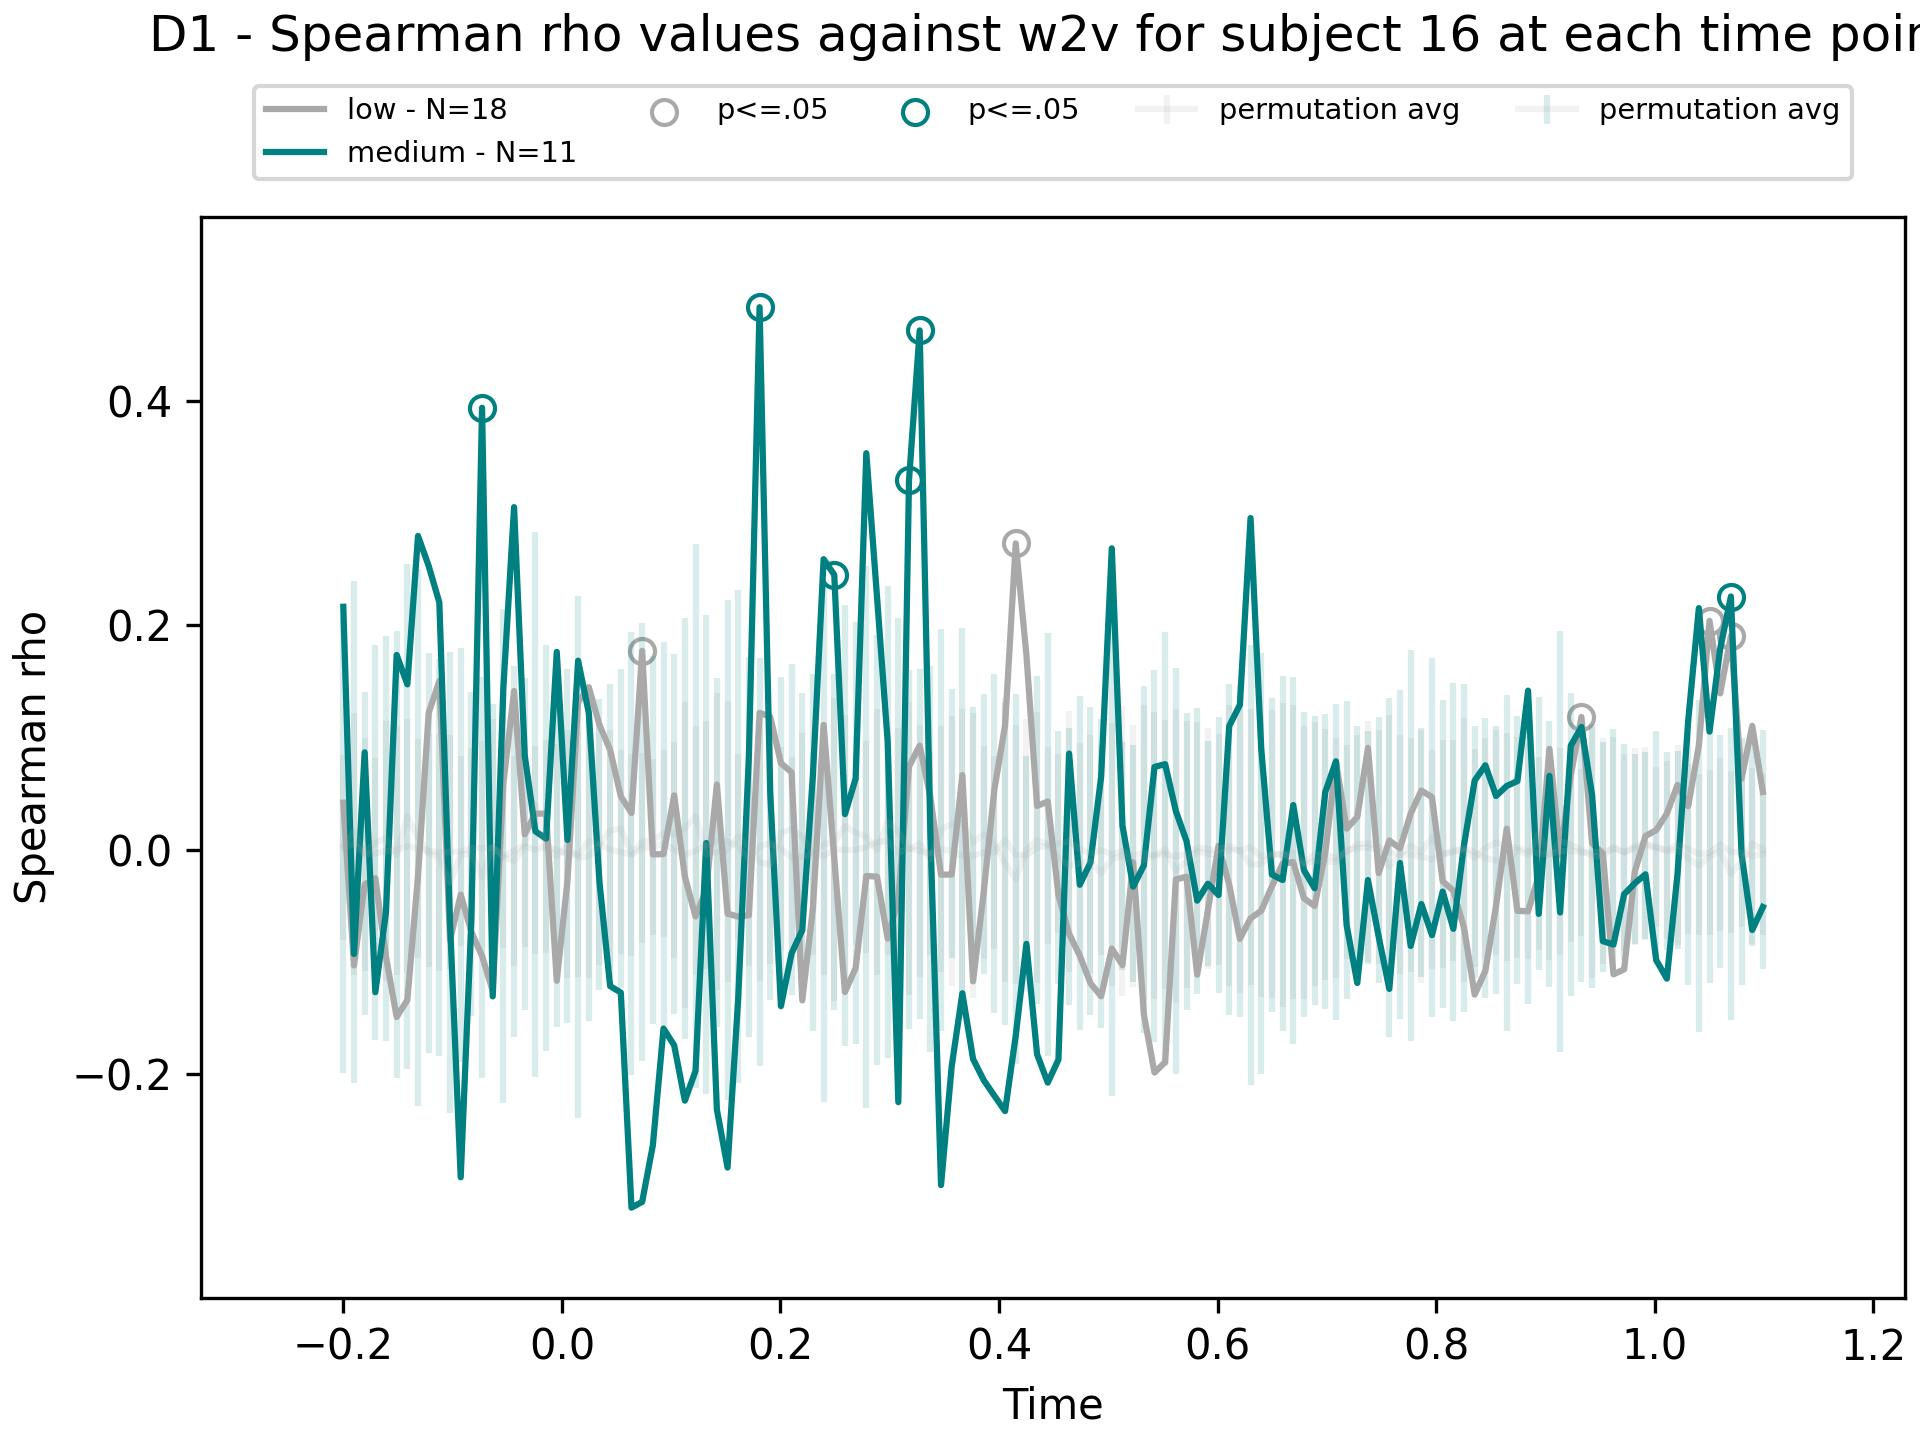 D1 - Spearman rho values against w2v for subject 16 at each time
low - N=18
medium - N=11
p<=.05
p<=.05
permutation avg
permutation avg
Spearman rho
0.4
0.2
0.0
−0.2
−0.2 0.0 0.2 0.4 0.6 0.8 1.0 1.2
Time